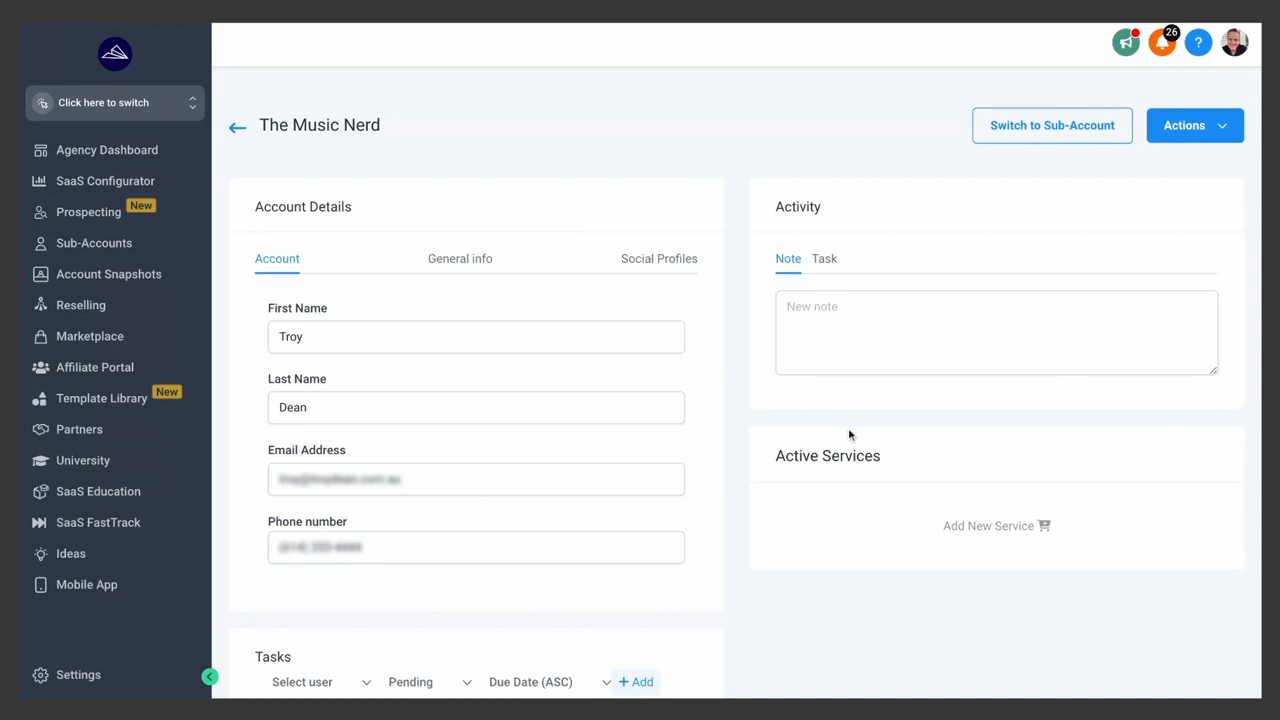 26
?
Click here to switch
The Music Nerd
Switch to Sub-Account
Actions
Agency Dashboard
SaaS Configurator
Prospecting New
Sub-Accounts
Account Snapshots
Reselling
Marketplace
Affiliate Portal
Template Library New
Partners
University
SaaS Education
SaaS FastTrack
Ideas
Mobile App
Settings
Account Details
Account General info Social Profiles
First Name
Troy
Last Name
Dean
Email Address
Phone number
Tasks
Select user Pending Due Date (ASC) + Add
Activity
Note Task
New note
Active Services
Add New Service